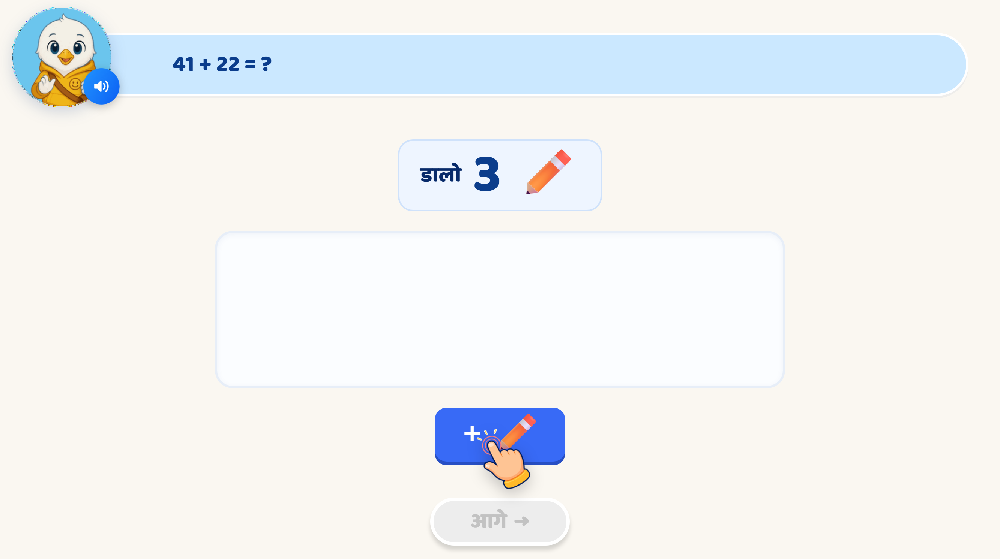 41 + 22 = ?
डालो 3
+
आगे →